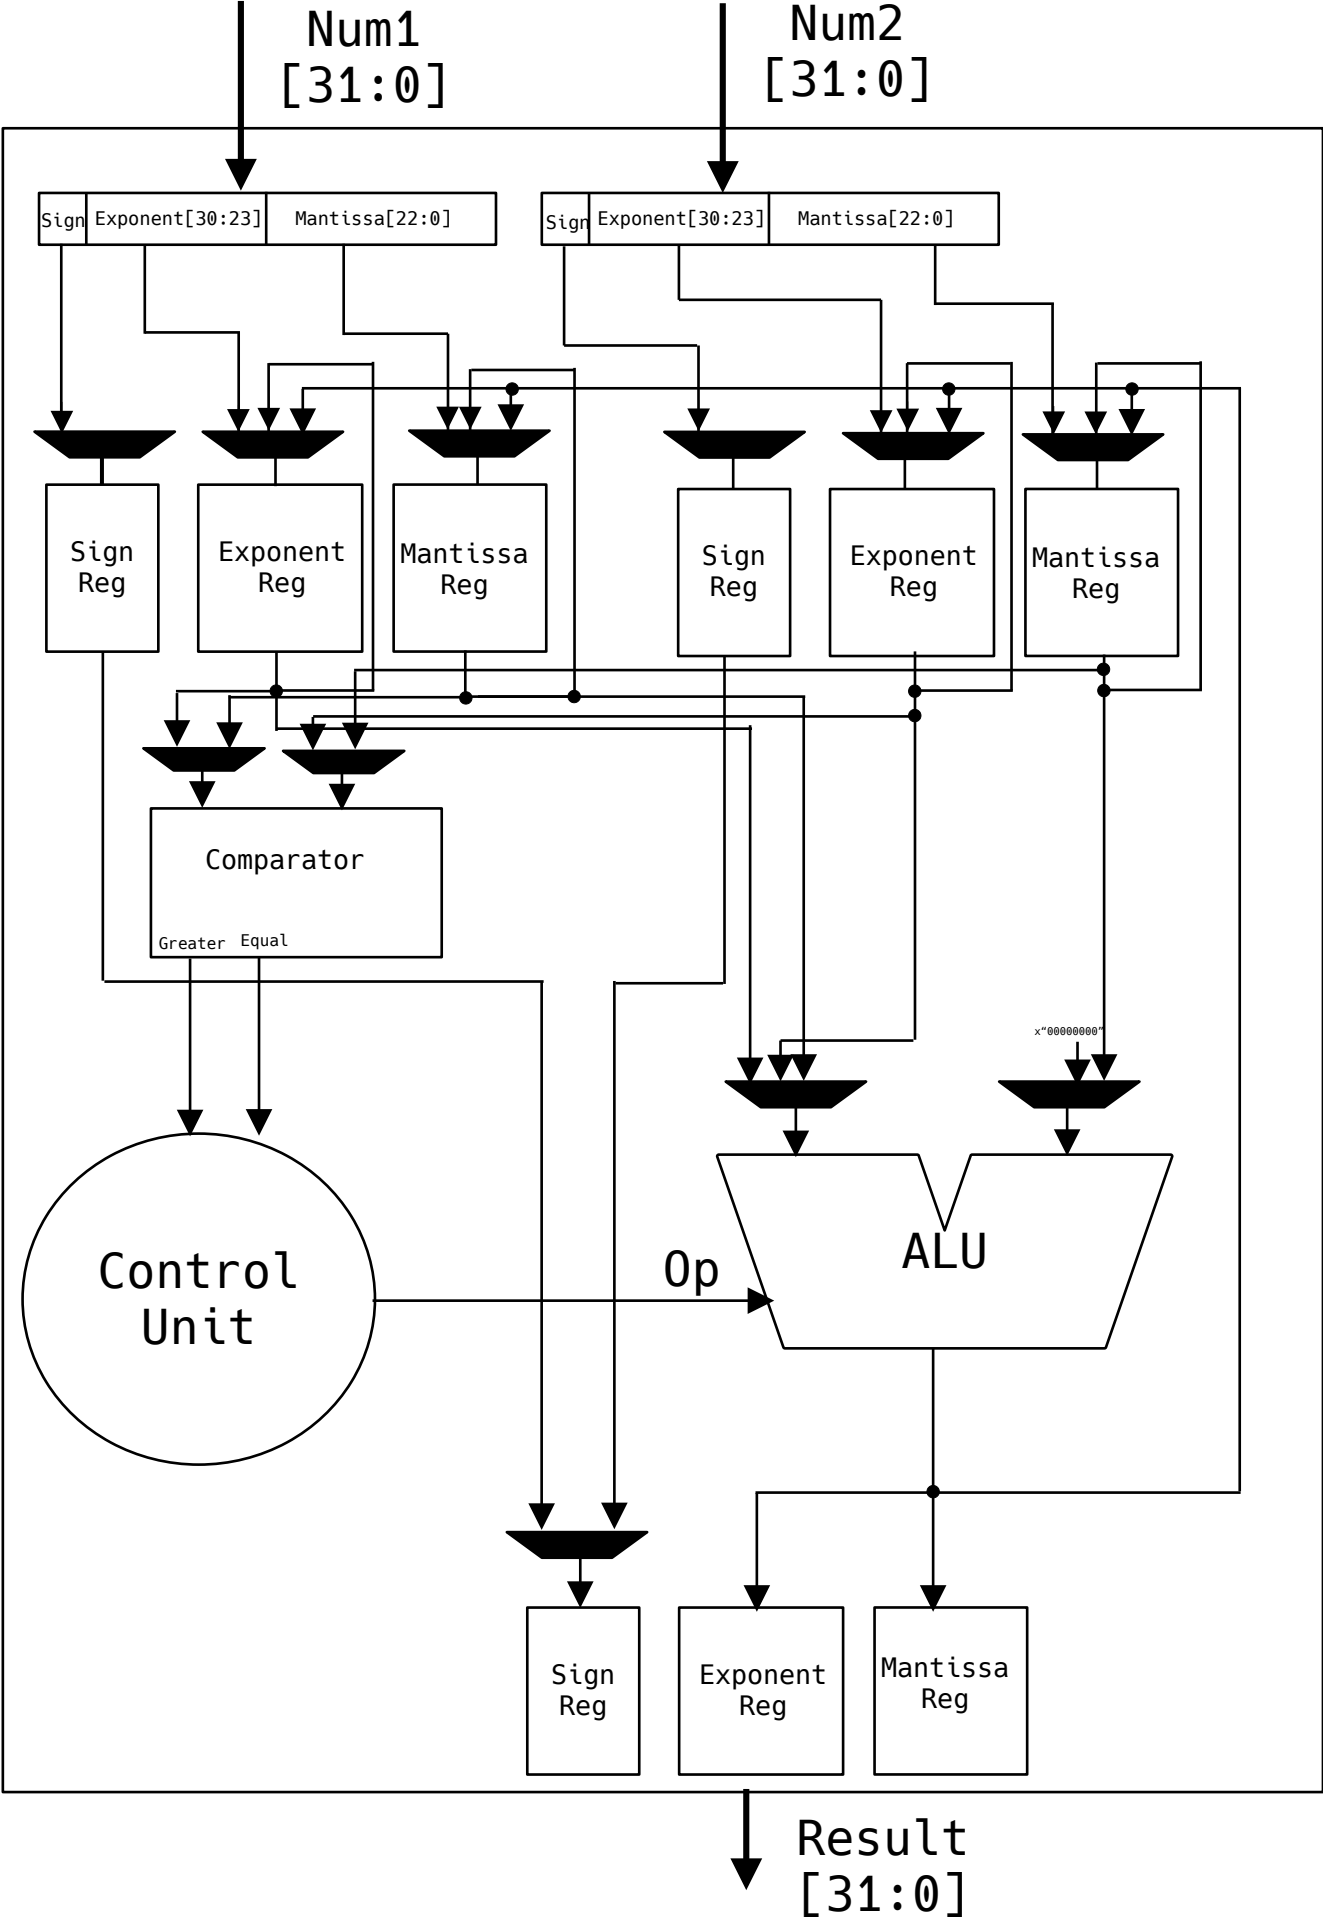 Num1
[31:0]
Num2
[31:0]
Sign
Exponent[30:23]
Mantissa[22:0]
Sign
Exponent[30:23]
Mantissa[22:0]
Sign
Reg
Exponent
Reg
Mantissa
Reg
Sign
Reg
Exponent
Reg
Mantissa
Reg
Comparator
Greater
Equal
x“00000000”
Control
Unit
Op
ALU
Sign
Reg
Exponent
Reg
Mantissa
Reg
Result
[31:0]